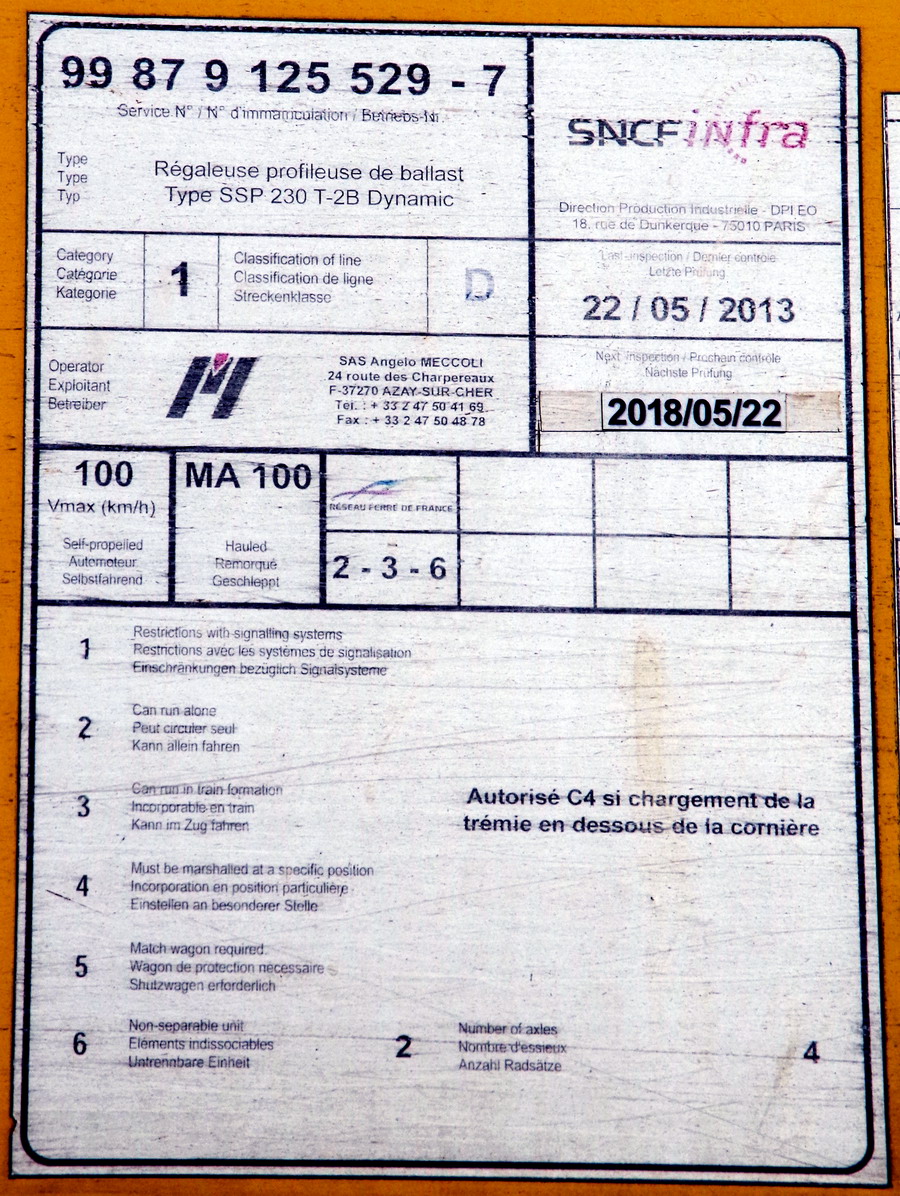 99 87 9 125 529 - 7
Service N° / N° d'immatriculation / Betriebs-Nr
Type
Type
Typ
Régaleuse profileuse de ballast
Type SSP 230 T-2B Dynamic
SNCF infra
Direction Production Industrielle - DPI EO
18, rue de Dunkerque - 75010 PARIS
Category
Catégorie
Kategorie
1
Classification of line
Classification de ligne
Streckenklasse
D
Last inspection / Dernier contrôle
Letzte Prüfung
22 / 05 / 2013
Operator
Exploitant
Betreiber
M
SAS Angelo MECCOLI
24 route des Charpereaux
F-37270 AZAY-SUR-CHER
Tél. : + 33 2 47 50 41 69
Fax : + 33 2 47 50 48 78
Next inspection / Prochain contrôle
Nächste Prüfung
2018/05/22
100
Vmax (km/h)
Self-propelled
Automoteur
Selbstfahrend
MA 100
Hauled
Remorqué
Geschleppt
RESEAU FERRE DE FRANCE
2 - 3 - 6
1
Restrictions with signalling systems
Restrictions avec les systèmes de signalisation
Einschränkungen bezüglich Signalsysteme
2
Can run alone
Peut circuler seul
Kann allein fahren
3
Can run in train formation
Incorporable en train
Kann im Zug fahren
Autorisé C4 si chargement de la
trémie en dessous de la cornière
4
Must be marshalled at a specific position
Incorporation en position particulière
Einstellen an besonderer Stelle
5
Match wagon required
Wagon de protection nécessaire
Shutzwagen erforderlich
6
Non-separable unit
Eléments indissociables
Untrennbare Einheit
2
Number of axles
Nombre d'essieux
Anzahl Radsätze
4